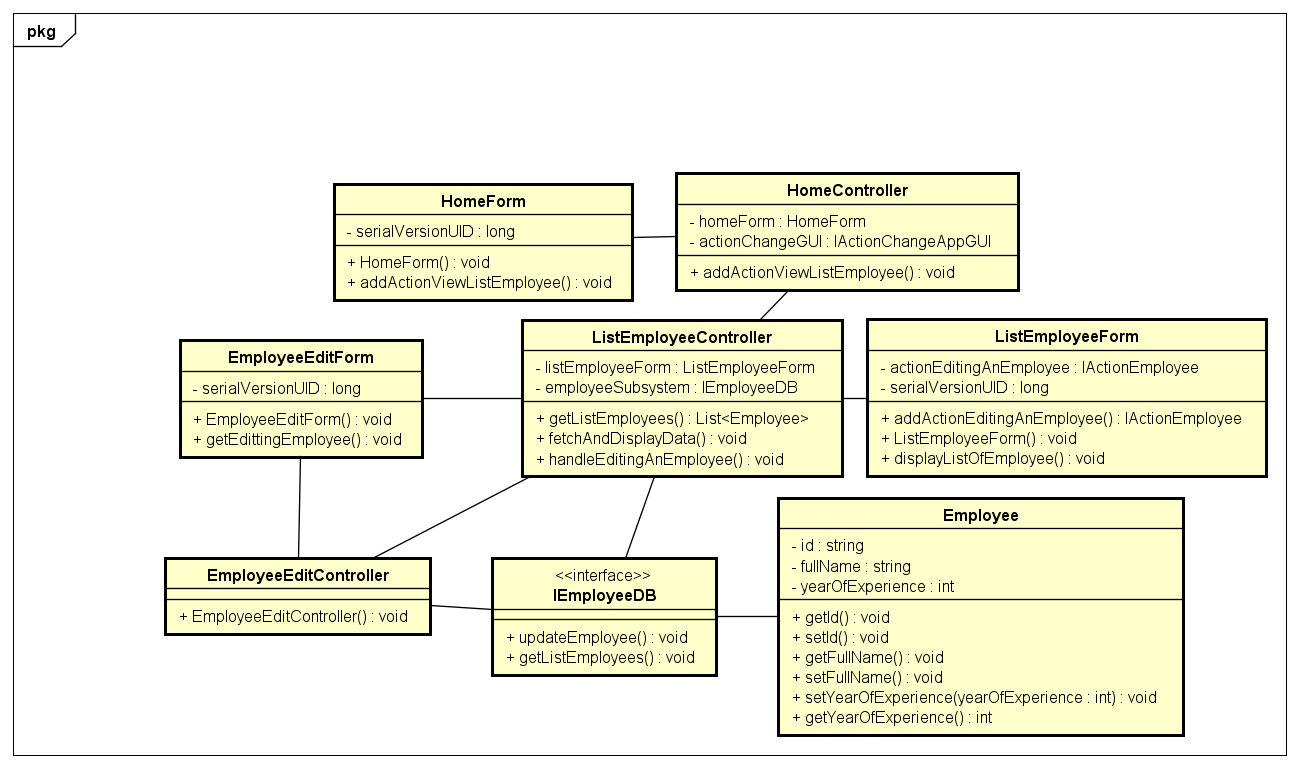 pkg
HomeForm
- serialVersionUID : long
+ HomeForm() : void
+ addActionViewListEmployee() : void
HomeController
- homeForm : HomeForm
- actionChangeGUI : IActionChangeAppGUI
+ addActionViewListEmployee() : void
EmployeeEditForm
- serialVersionUID : long
+ EmployeeEditForm() : void
+ getEdittingEmployee() : void
ListEmployeeController
- listEmployeeForm : ListEmployeeForm
- employeeSubsystem : IEmployeeDB
+ getListEmployees() : List<Employee>
+ fetchAndDisplayData() : void
+ handleEditingAnEmployee() : void
ListEmployeeForm
- actionEditingAnEmployee : IActionEmployee
- serialVersionUID : long
+ addActionEditingAnEmployee() : IActionEmployee
+ ListEmployeeForm() : void
+ displayListOfEmployee() : void
EmployeeEditController
+ EmployeeEditController() : void
<<interface>>
IEmployeeDB
+ updateEmployee() : void
+ getListEmployees() : void
Employee
- id : string
- fullName : string
- yearOfExperience : int
+ getId() : void
+ setId() : void
+ getFullName() : void
+ setFullName() : void
+ setYearOfExperience(yearOfExperience : int) : void
+ getYearOfExperience() : int